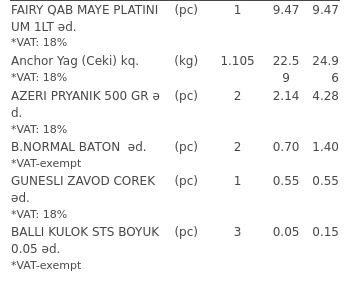 FAIRY QAB MAYE PLATINI (pc) 1 9.47 9.47
UM 1LT əd.
*VAT: 18%
Anchor Yag (Ceki) kq. (kg) 1.105 22.5 24.9
*VAT: 18% 9 6
AZERI PRYANIK 500 GR ə (pc) 2 2.14 4.28
d.
*VAT: 18%
B.NORMAL BATON əd. (pc) 2 0.70 1.40
*VAT-exempt
GUNESLI ZAVOD COREK (pc) 1 0.55 0.55
əd.
*VAT: 18%
BALLI KULOK STS BOYUK (pc) 3 0.05 0.15
0.05 əd.
*VAT-exempt